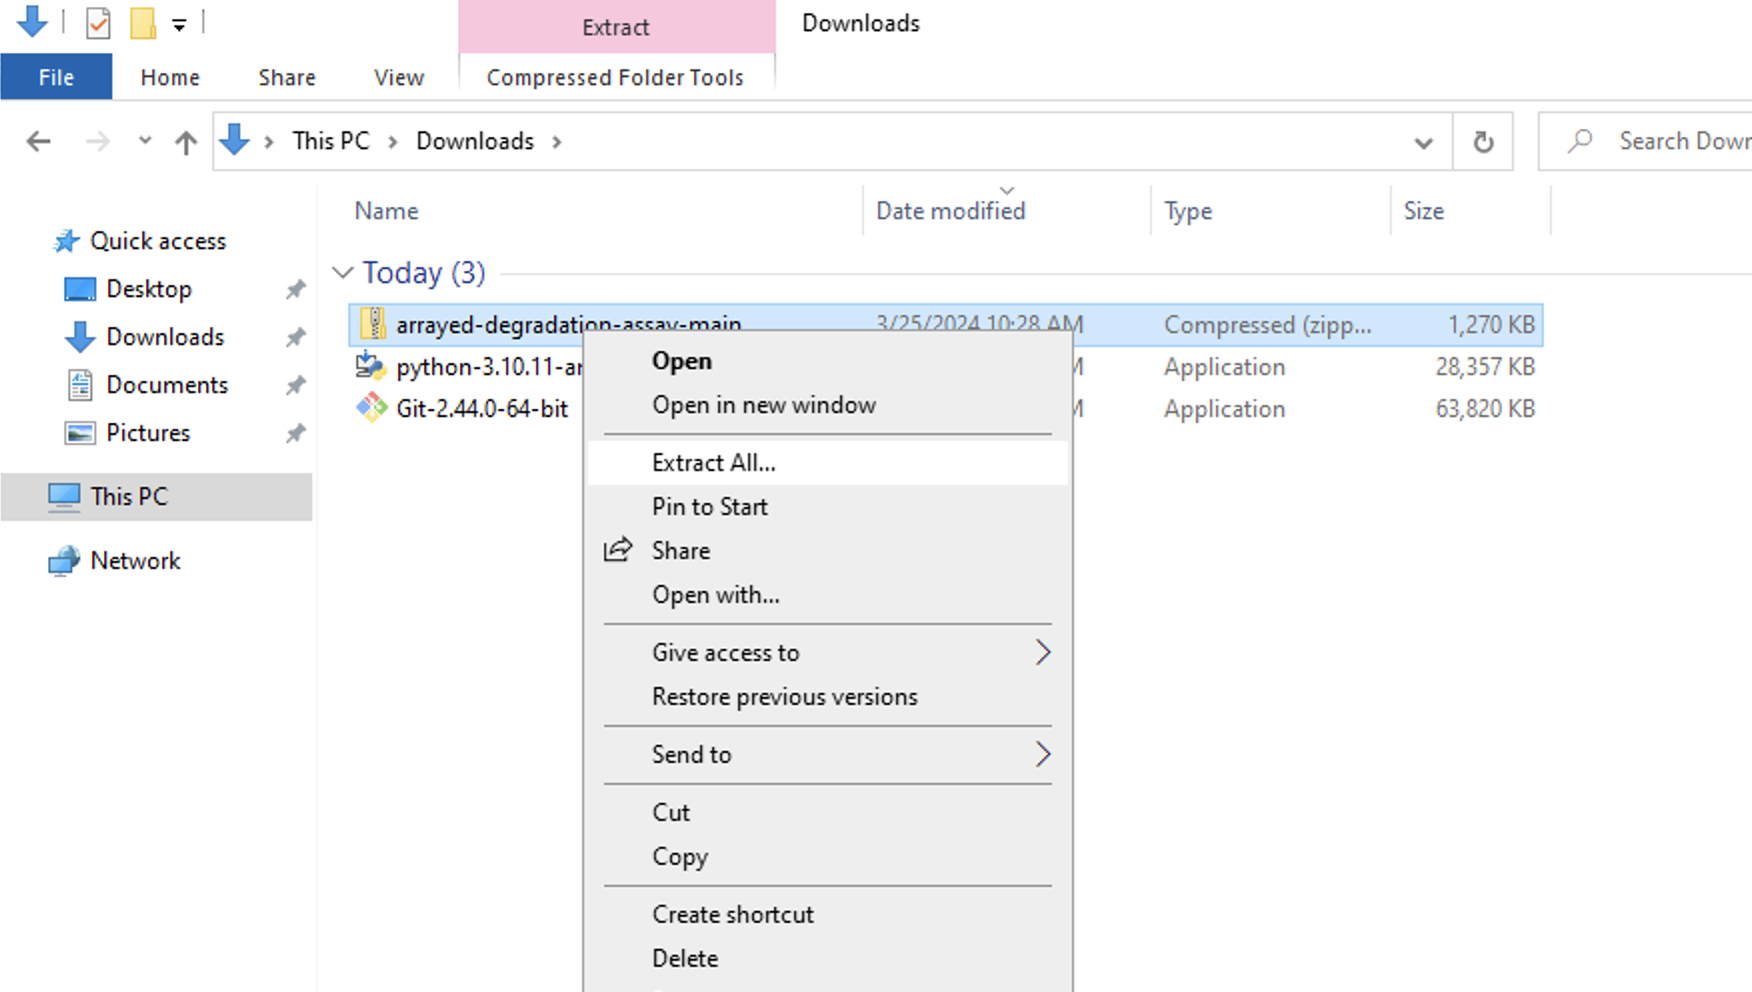 Extract
Downloads
File
Home
Share
View
Compressed Folder Tools
This PC
Downloads
Search Down
Name
Date modified
Type
Size
Quick access
Desktop
Downloads
Documents
Pictures
This PC
Network
Today (3)
arrayed-degradation-assay-main 3/25/2024 10:28 AM Compressed (zipp... 1,270 KB
python-3.10.11-a M Application 28,357 KB
Git-2.44.0-64-bit M Application 63,820 KB
Open
Open in new window
Extract All...
Pin to Start
Share
Open with...
Give access to
Restore previous versions
Send to
Cut
Copy
Create shortcut
Delete